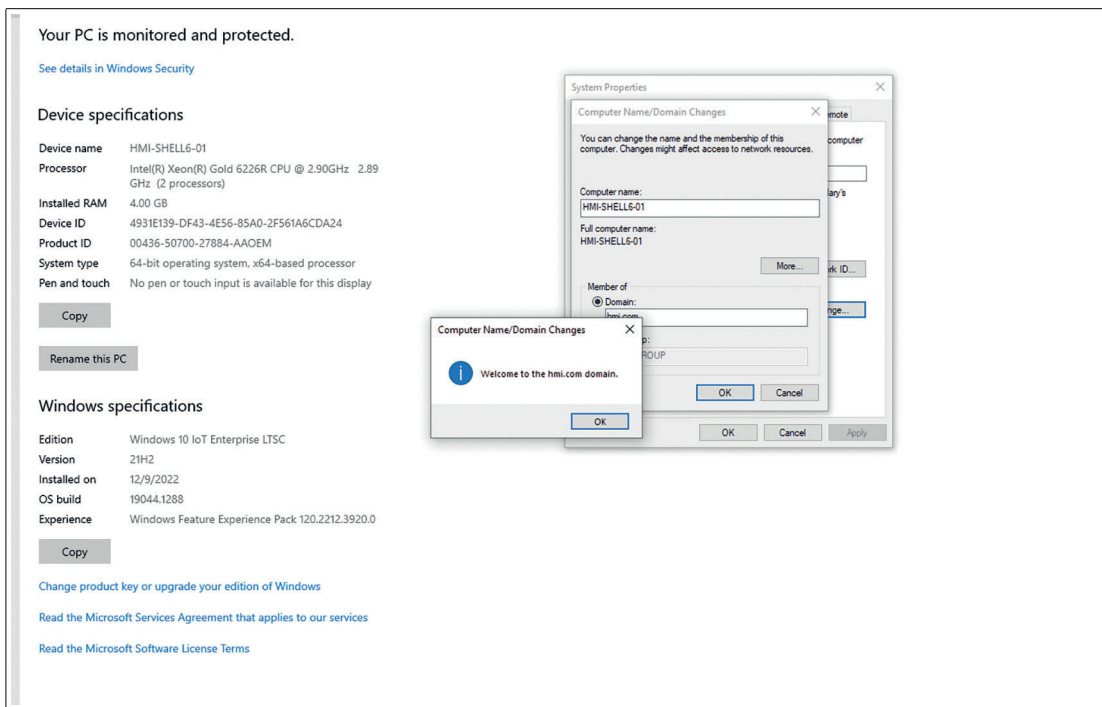 Your PC is monitored and protected.
See details in Windows Security
Device specifications
Device name HMI-SHELL6-01
Processor Intel(R) Xeon(R) Gold 6226R CPU @ 2.90GHz 2.89
GHz (2 processors)
Installed RAM 4.00 GB
Device ID 4931E139-DF43-4E56-85A0-2F561A6CDA24
Product ID 00436-50700-27884-AAOEM
System type 64-bit operating system, x64-based processor
Pen and touch No pen or touch input is available for this display
Copy
Rename this PC
Windows specifications
Edition Windows 10 IoT Enterprise LTSC
Version 21H2
Installed on 12/9/2022
OS build 19044.1288
Experience Windows Feature Experience Pack 120.2212.3920.0
Copy
Change product key or upgrade your edition of Windows
Read the Microsoft Services Agreement that applies to our services
Read the Microsoft Software License Terms
System Properties
Computer Name/Domain Changes
You can change the name and the membership of this
computer. Changes might affect access to network resources.
Computer name:
HMI-SHELL6-01
Full computer name:
HMI-SHELL6-01
More...
Member of
Domain:
hmi.com
ROUP
OK Cancel
mote
computer
ary's
rk ID...
nge...
OK Cancel Apply
Computer Name/Domain Changes
Welcome to the hmi.com domain.
OK